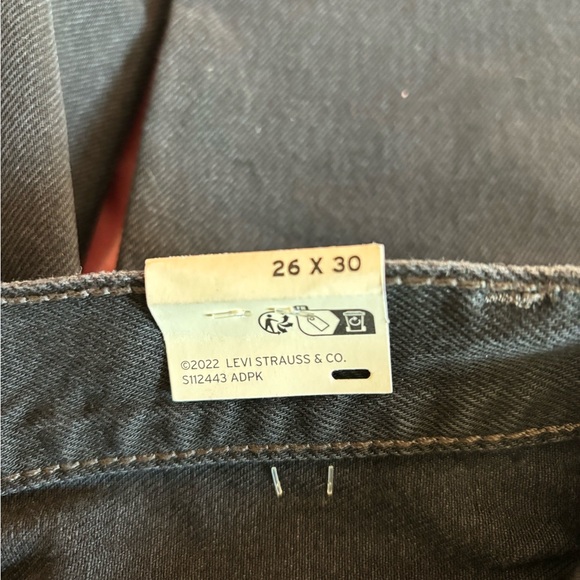 26 X 30
©2022 LEVI STRAUSS & CO.
S112443 ADPK